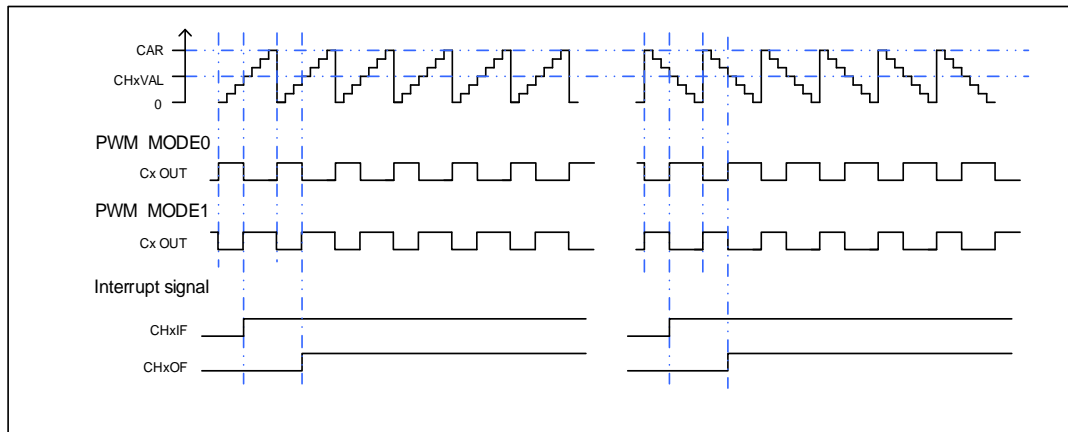 CAR
CHxVAL
0
PWM MODE0
Cx OUT
PWM MODE1
Cx OUT
Interrupt signal
CHxIF
CHxOF